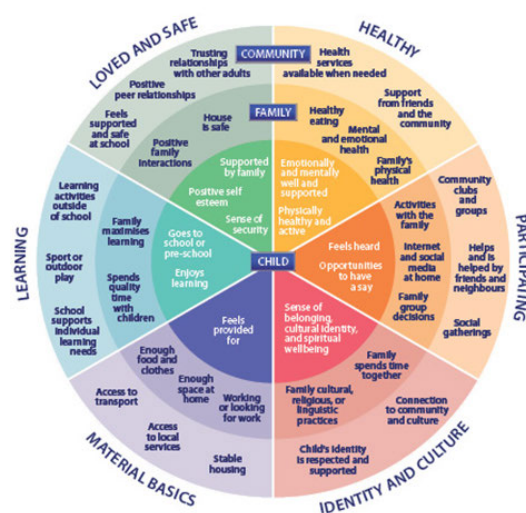 LOVED AND SAFE
COMMUNITY
Trusting
relationships
with other adults
Positive
peer relationships
Feels
supported
and safe
at school
FAMILY
House
is safe
Positive
family
interactions
Supported
by family
Positive self
esteem
Sense of
security
HEALTHY
Health
services
available when needed
Support
from friends
and the
community
Healthy
eating
Mental
and emotional
health
Family's
physical
health
Emotionally
and mentally
well and
supported
Physically
healthy and
active
PARTICIPATING
Community
clubs
and
groups
Helps
and is
helped by
friends and
neighbours
Social
gatherings
Activities
with the
family
Internet
and social
media
at home
Family
group
decisions
Feels heard
Opportunities
to have
a say
CHILD
LEARNING
Learning
activities
outside
of school
Sport or
outdoor
play
School
supports
individual
learning
needs
Family
maximises
learning
Spends
quality
time
with
children
Goes to
school or
pre-school
Enjoys
learning
MATERIAL BASICS
Feels
provided
for
Enough
food and
clothes
Enough
space at
home
Working
or looking
for work
Access to
transport
Access
to local
services
Stable
housing
IDENTITY AND CULTURE
Sense of
belonging,
cultural identity,
and spiritual
wellbeing
Family
spends time
together
Family cultural,
religious, or
linguistic
practices
Connection
to community
and culture
Child's identity
is respected and
supported